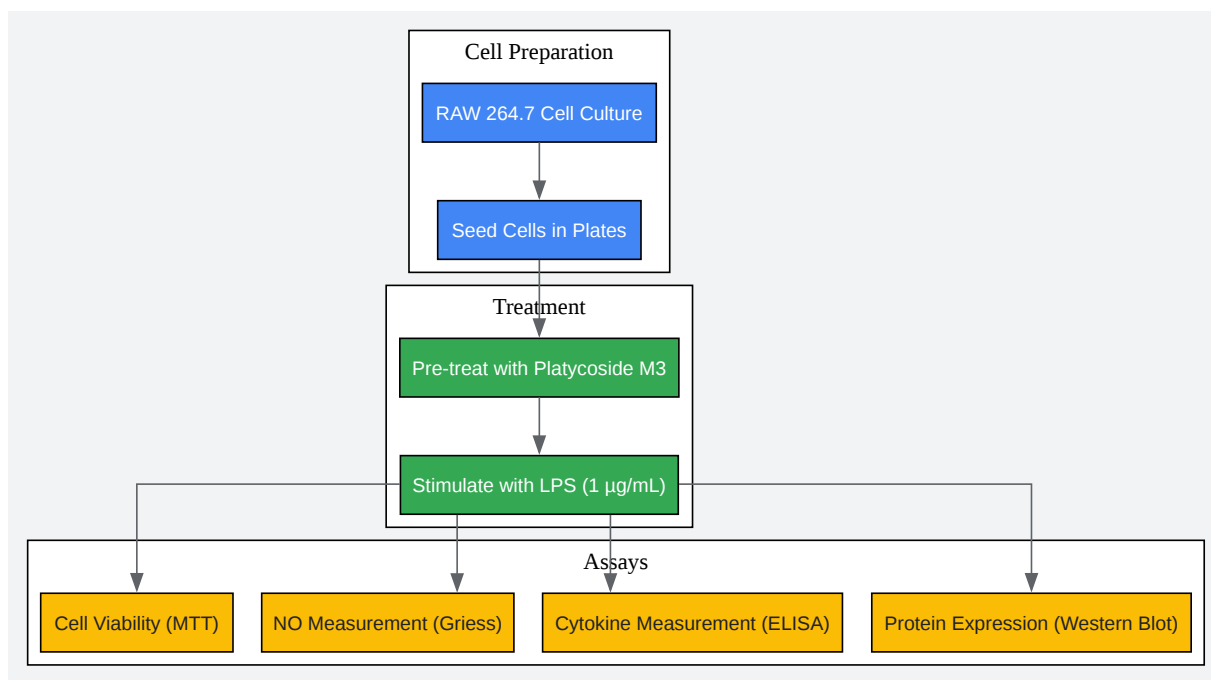 Cell Preparation
RAW 264.7 Cell Culture
Seed Cells in Plates
Treatment
Pre-treat with Platycoside M3
Stimulate with LPS (1 µg/mL)
Assays
Cell Viability (MTT)
NO Measurement (Griess)
Cytokine Measurement (ELISA)
Protein Expression (Western Blot)